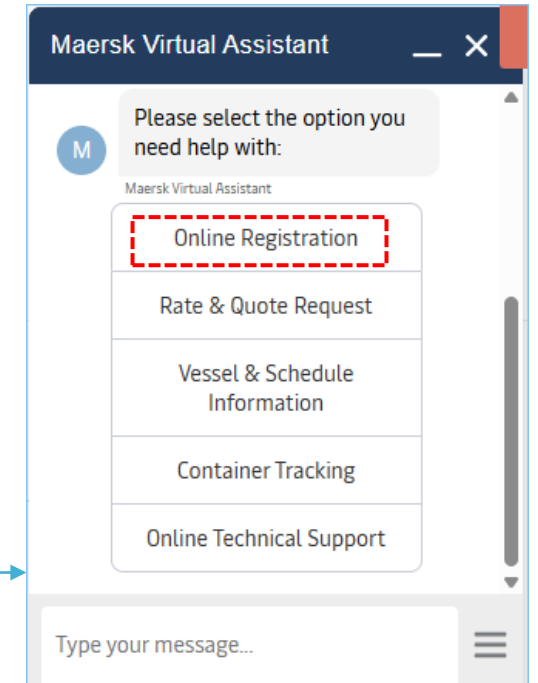 Maersk Virtual Assistant
Please select the option you
need help with:
M
Maersk Virtual Assistant
Online Registration
Rate & Quote Request
Vessel & Schedule
Information
Container Tracking
Online Technical Support
Type your message...